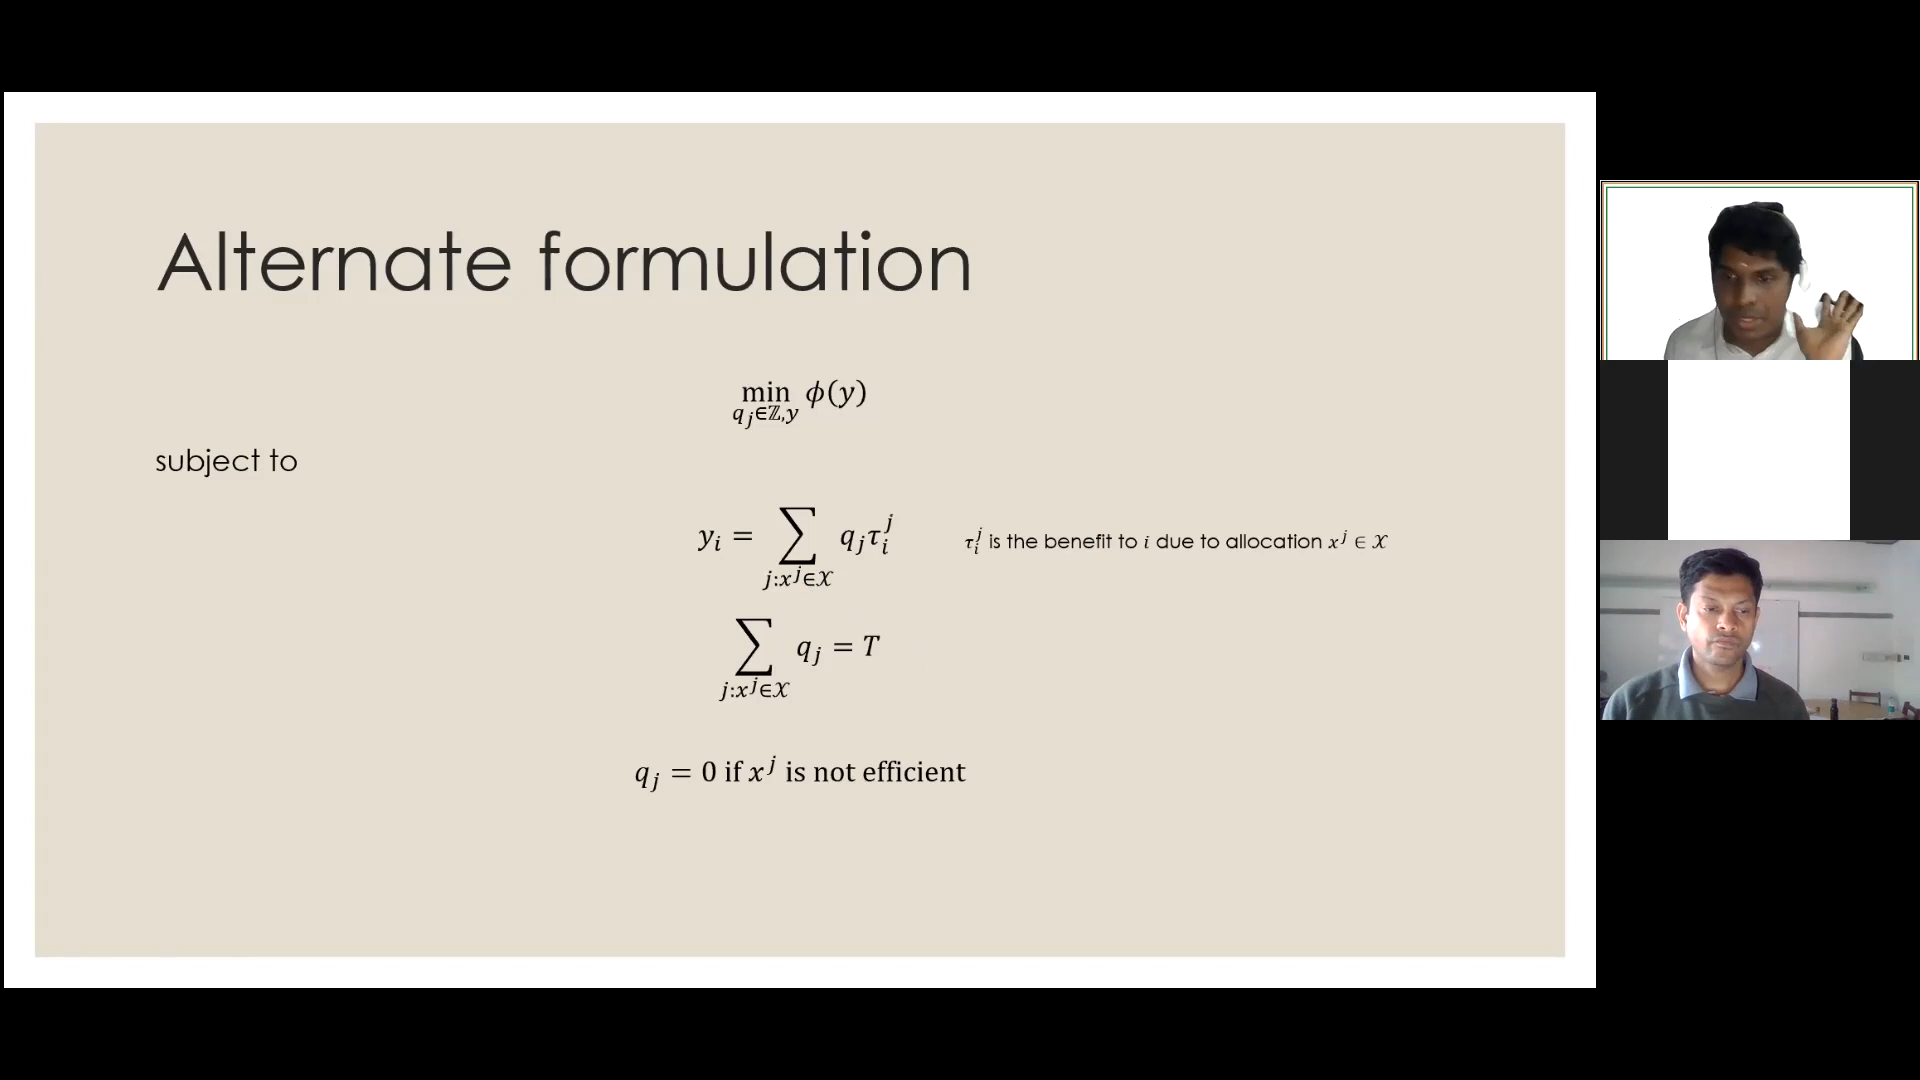 Alternate formulation
min ϕ(y)
q_j∈ℤ,y
subject to
y_i = ∑ q_j τ_i^j
j:x^j∈𝒳
τ_i^j is the benefit to i due to allocation x^j ∈ 𝒳
∑ q_j = T
j:x^j∈𝒳
q_j = 0 if x^j is not efficient